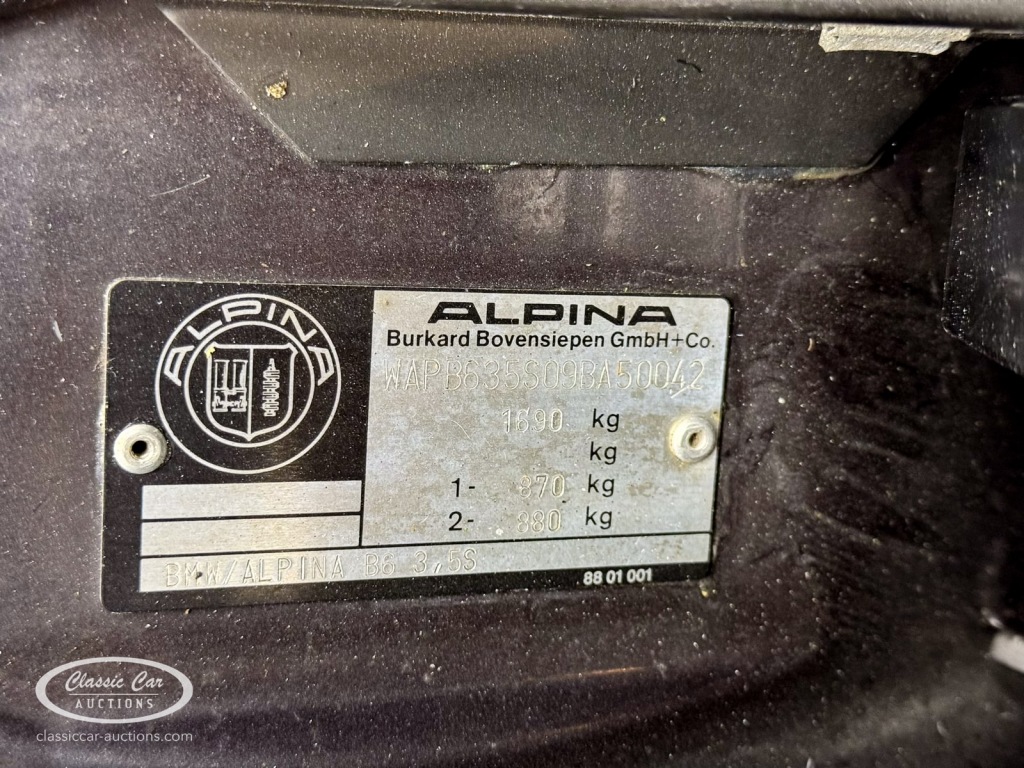 ALPINA
ALPINA
Burkard Bovensiepen GmbH+Co.
WAPB635S09BA50042
1690 kg
kg
1- 870 kg
2- 880 kg
BMW/ALPINA B6 3,5S
88 01 001
Classic Car
AUCTIONS
classiccar-auctions.com